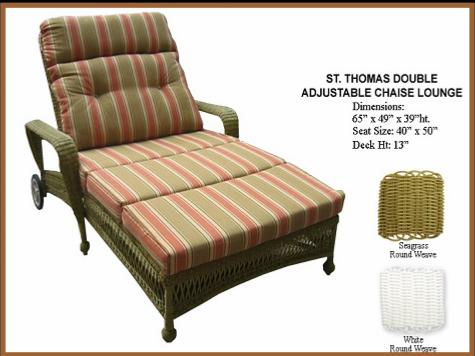 ST. THOMAS DOUBLE
ADJUSTABLE CHAISE LOUNGE
Dimensions:
65” x 49” x 39”ht.
Seat Size: 40” x 50”
Deck Ht: 13”
Seagrass
Round Weave
White
Round Weave